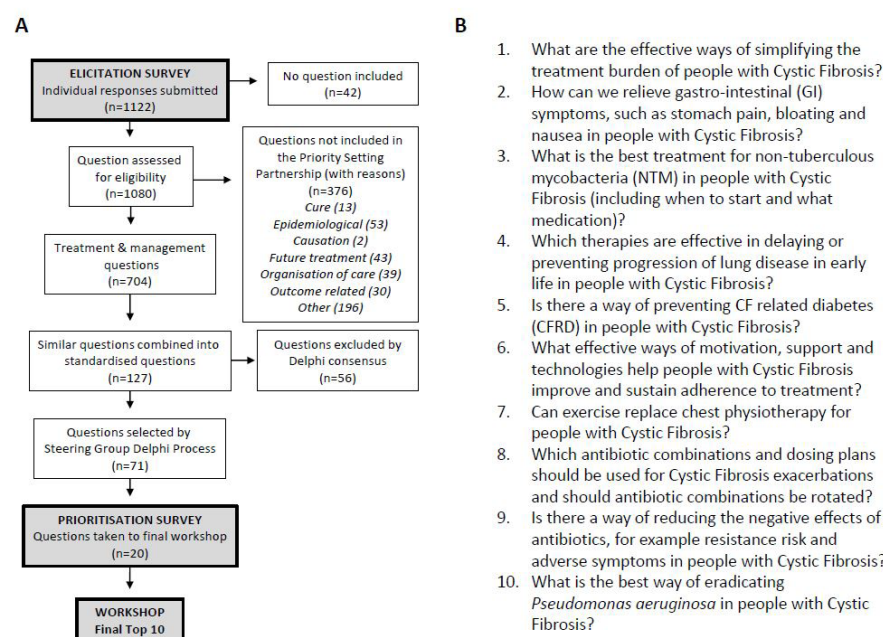 A
ELICITATION SURVEY
Individual responses submitted
(n=1122)
No question included
(n=42)
Question assessed
for eligibility
(n=1080)
Questions not included in
the Priority Setting
Partnership (with reasons)
(n=376)
Cure (13)
Epidemiological (53)
Causation (2)
Future treatment (43)
Organisation of care (39)
Outcome related (30)
Other (196)
Treatment & management
questions
(n=704)
Similar questions combined into
standardised questions
(n=127)
Questions excluded by
Delphi consensus
(n=56)
Questions selected by
Steering Group Delphi Process
(n=71)
PRIORITISATION SURVEY
Questions taken to final workshop
(n=20)
WORKSHOP
Final Top 10
B
1. What are the effective ways of simplifying the
treatment burden of people with Cystic Fibrosis?
2. How can we relieve gastro-intestinal (GI)
symptoms, such as stomach pain, bloating and
nausea in people with Cystic Fibrosis?
3. What is the best treatment for non-tuberculous
mycobacteria (NTM) in people with Cystic
Fibrosis (including when to start and what
medication)?
4. Which therapies are effective in delaying or
preventing progression of lung disease in early
life in people with Cystic Fibrosis?
5. Is there a way of preventing CF related diabetes
(CFRD) in people with Cystic Fibrosis?
6. What effective ways of motivation, support and
technologies help people with Cystic Fibrosis
improve and sustain adherence to treatment?
7. Can exercise replace chest physiotherapy for
people with Cystic Fibrosis?
8. Which antibiotic combinations and dosing plans
should be used for Cystic Fibrosis exacerbations
and should antibiotic combinations be rotated?
9. Is there a way of reducing the negative effects of
antibiotics, for example resistance risk and
adverse symptoms in people with Cystic Fibrosis?
10. What is the best way of eradicating
Pseudomonas aeruginosa in people with Cystic
Fibrosis?